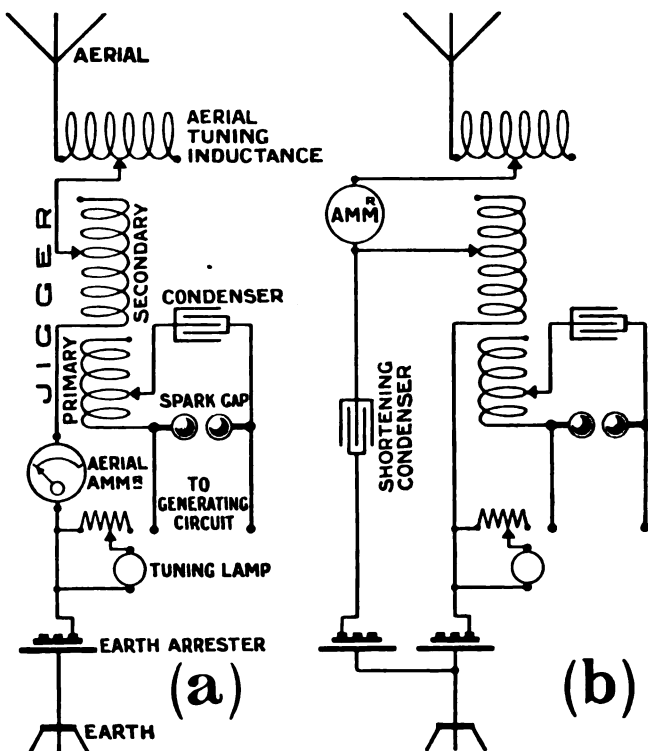 AERIAL
AERIAL
TUNING
INDUCTANCE
JIGGER
SECONDARY
CONDENSER
PRIMARY
SPARK GAP
AERIAL
AMMR
TO
GENERATING
CIRCUIT
TUNING LAMP
EARTH ARRESTER
EARTH
(a)
AMMR
SHORTENING
CONDENSER
(b)